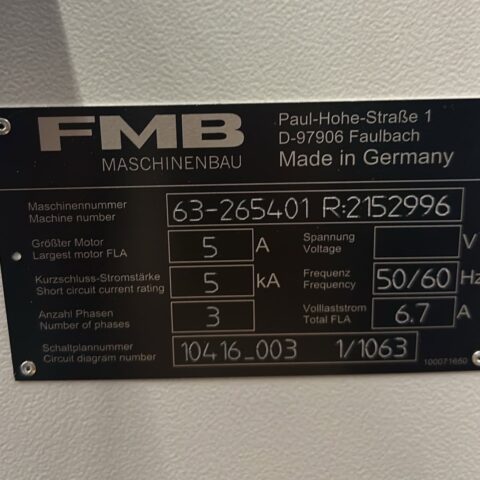 FMB
MASCHINENBAU
Paul-Hohe-Straße 1
D-97906 Faulbach
Made in Germany
Maschinennummer
Machine number
63-265401 R:2152996
Größter Motor
Largest motor FLA
5 A
Spannung
Voltage
V
Kurzschluss-Stromstärke
Short circuit current rating
5 kA
Frequenz
Frequency
50/60 Hz
Anzahl Phasen
Number of phases
3
Volllaststrom
Total FLA
6.7 A
Schaltplannummer
Circuit diagram number
10416_003 1/1063
100071650